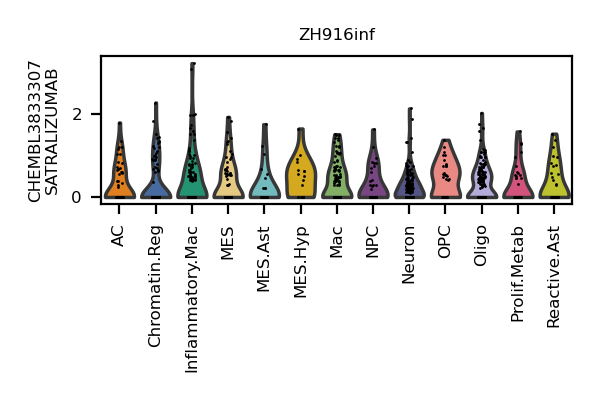 ZH916inf
CHEMBL3833307
SATRALIZUMAB
2
0
AC
Chromatin.Reg
Inflammatory.Mac
MES
MES.Ast
MES.Hyp
Mac
NPC
Neuron
OPC
Oligo
Prolif.Metab
Reactive.Ast